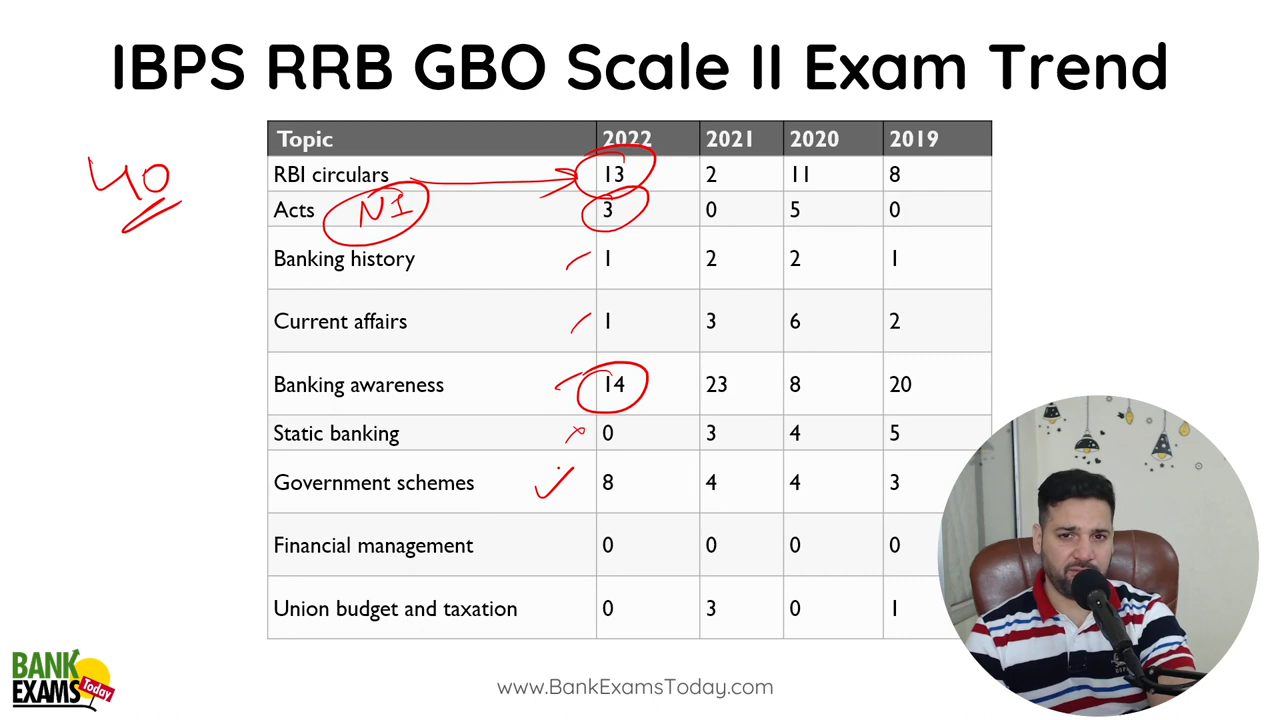 IBPS RRB GBO Scale II Exam Trend
Topic 2022 2021 2020 2019
40
RBI circulars 13 2 11 8
Acts NI 3 0 5 0
Banking history 1 2 2 1
Current affairs 1 3 6 2
Banking awareness 14 23 8 20
Static banking 0 3 4 5
Government schemes 8 4 4 3
Financial management 0 0 0 0
Union budget and taxation 0 3 0 1
BANK
EXAMS Today
www.BankExamsToday.com